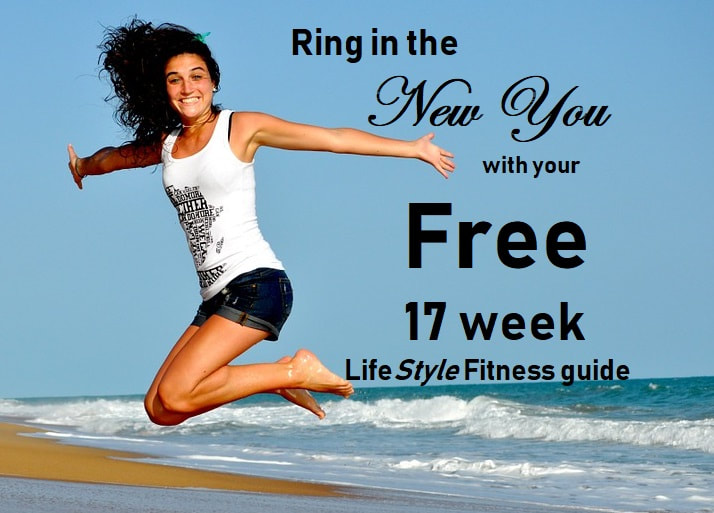 Ring in the
New You
with your
Free
17 week
LifeStyle Fitness guide